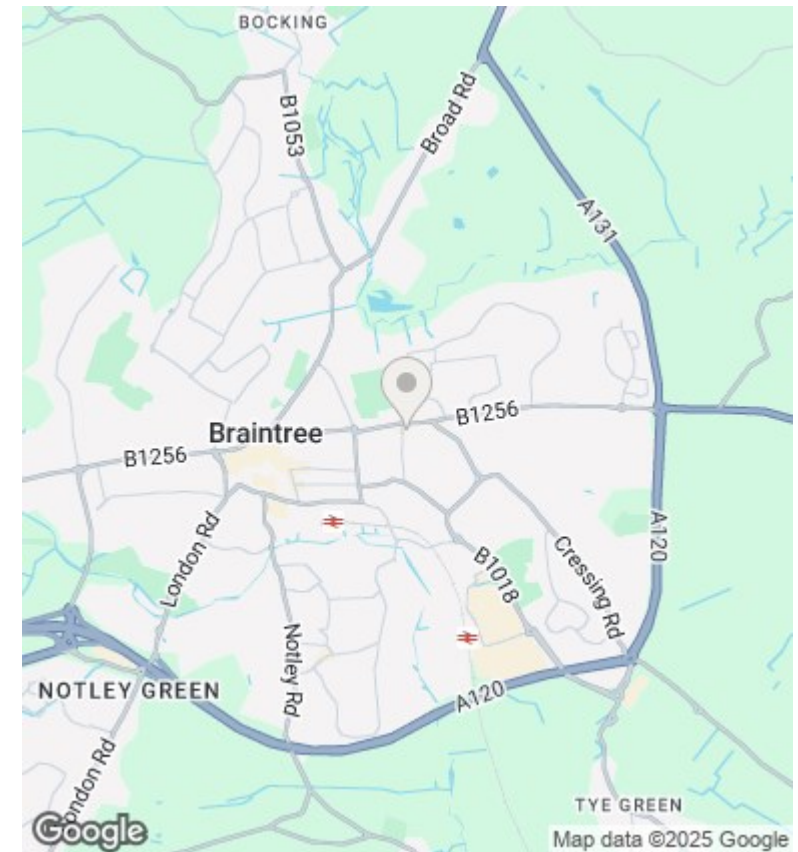 BOCKING
B1053
Broad Rd
A131
B1256
Braintree
B1256
London Rd
Notley Rd
B1018
Cressing Rd
A120
NOTLEY GREEN
A120
ondon Rd
TYE GREEN
Google
Map data ©2025 Google